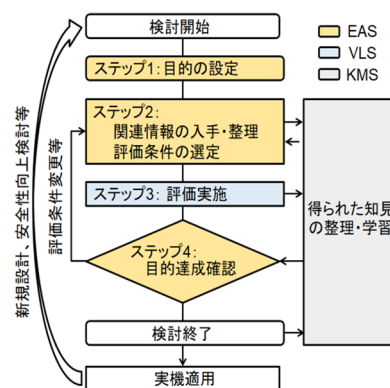 検討開始
EAS
VLS
KMS
ステップ1：目的の設定
ステップ2：
関連情報の入手・整理
評価条件の選定
ステップ3：評価実施
ステップ4：
目的達成確認
検討終了
実機適用
得られた知見
の整理・学習
評価条件変更等
新規設計、安全性向上検討等